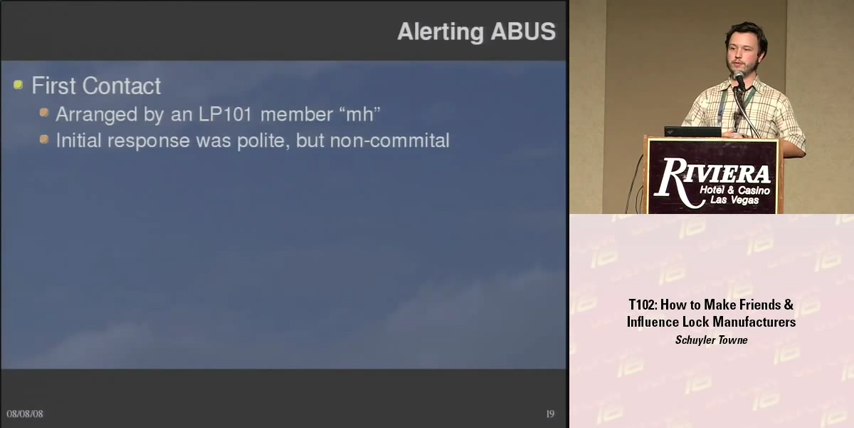 Alerting ABUS
First Contact
Arranged by an LP101 member “mh”
Initial response was polite, but non-commital
08/08/08
19
RIVIERA
Hotel & Casino
Las Vegas
T102: How to Make Friends &
Influence Lock Manufacturers
Schuyler Towne